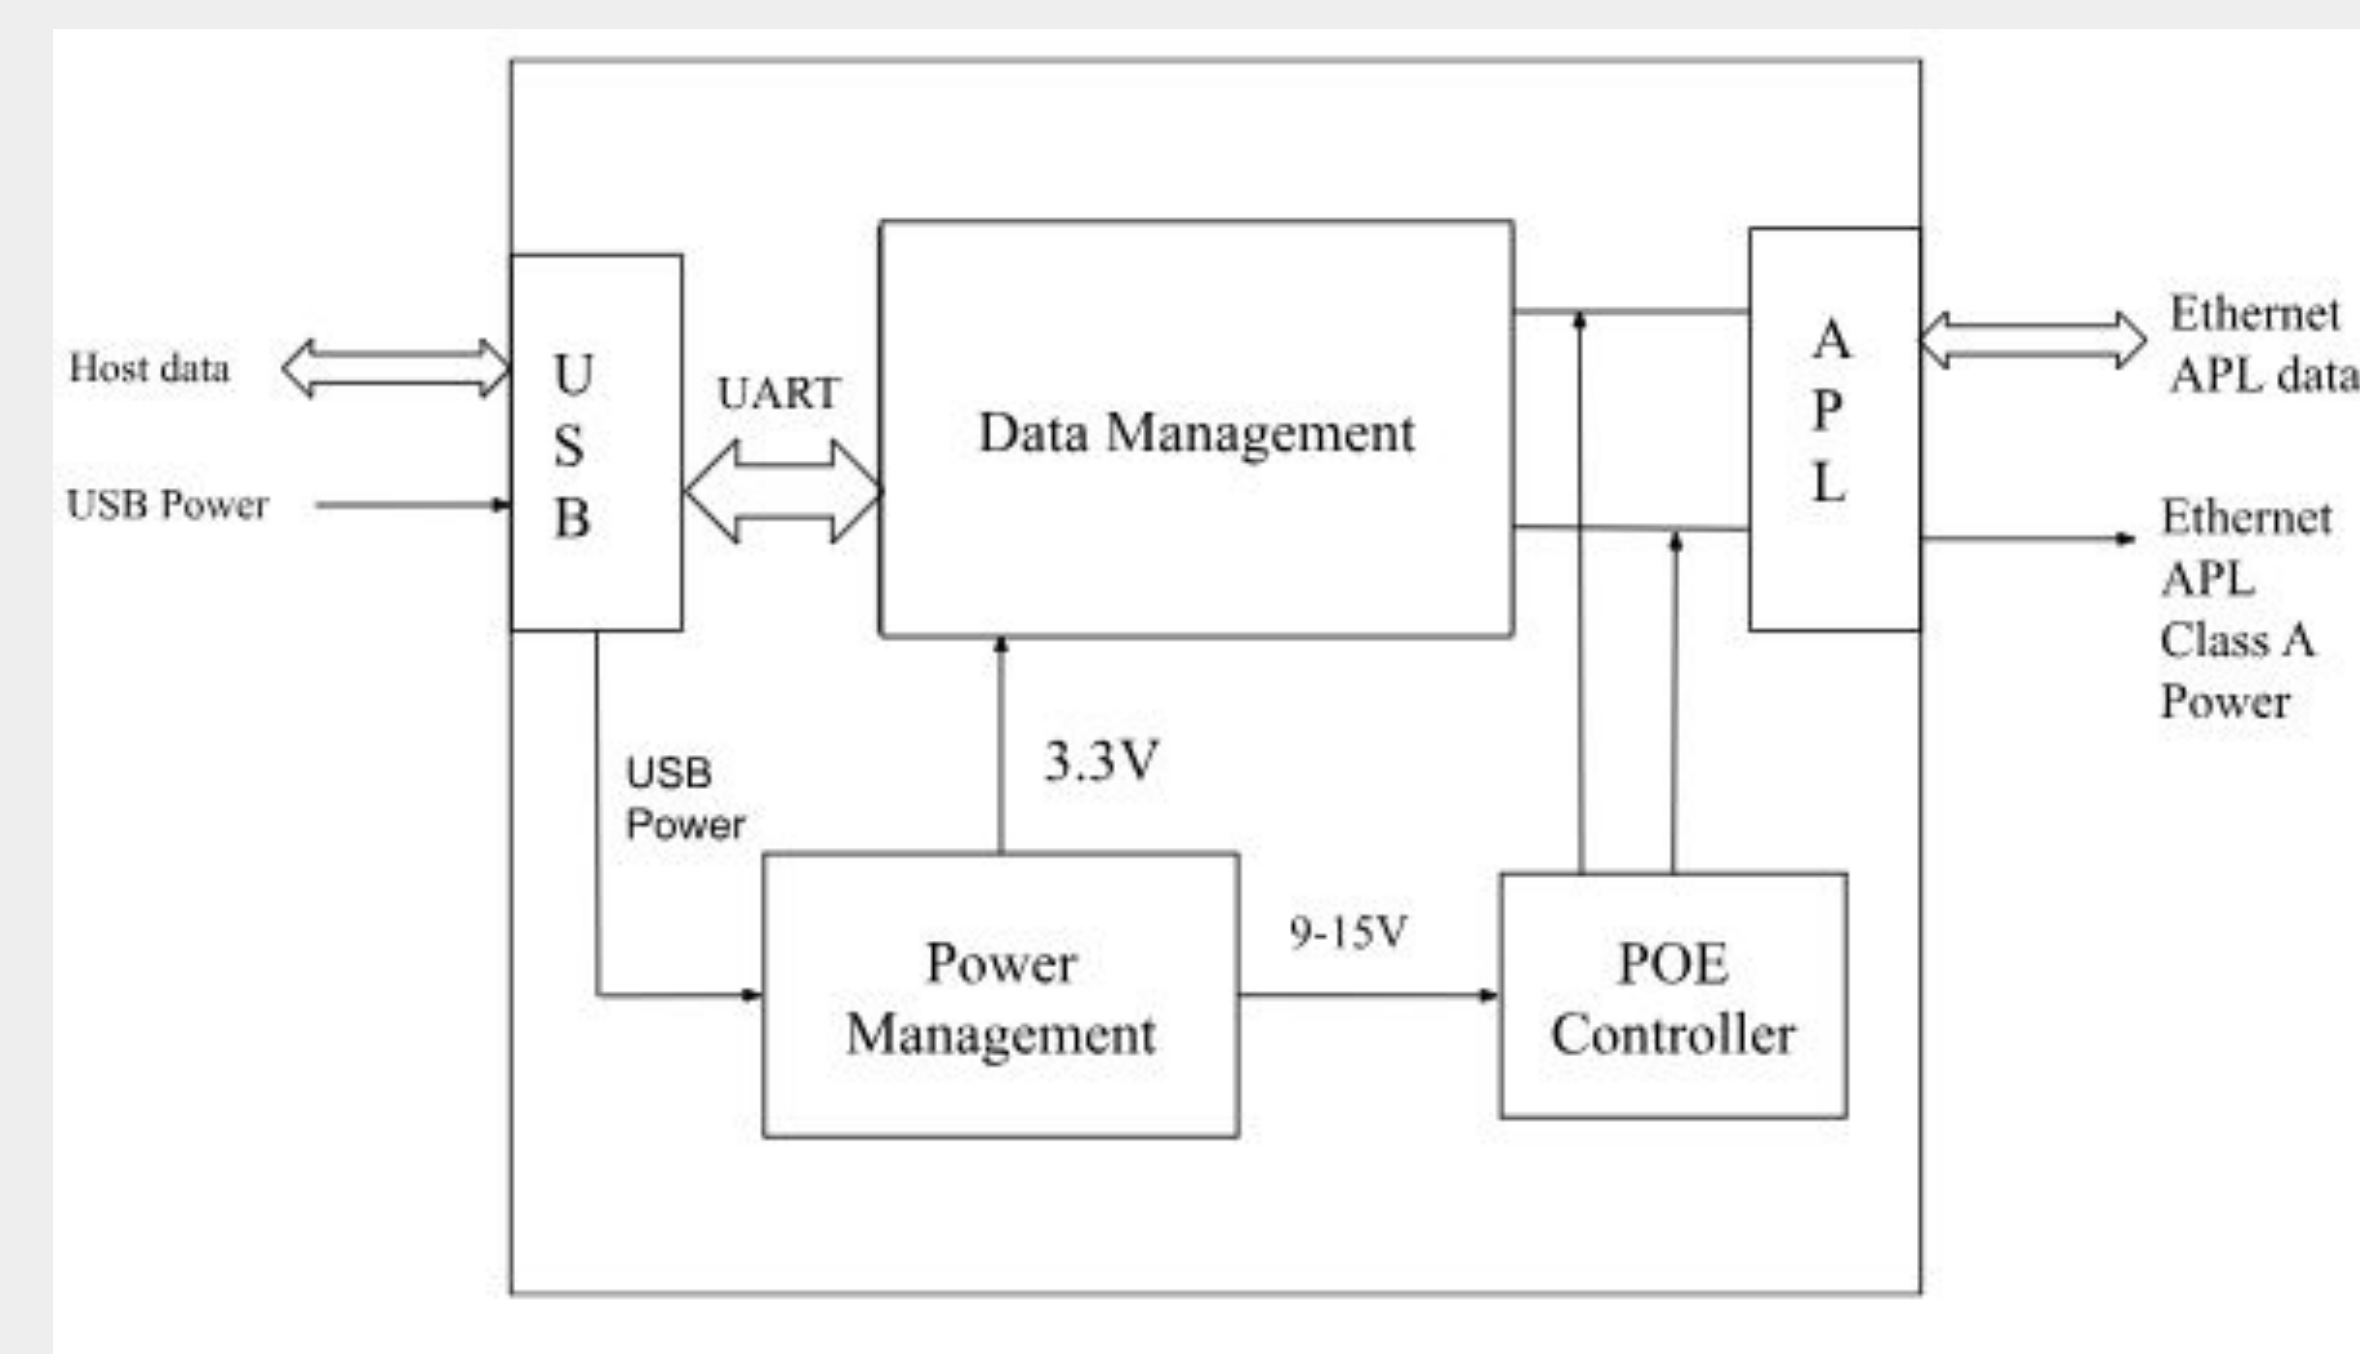 Host data
USB Power
U
S
B
UART
Data Management
A
P
L
Ethernet
APL data
Ethernet
APL
Class A
Power
USB
Power
3.3V
Power
Management
9-15V
POE
Controller